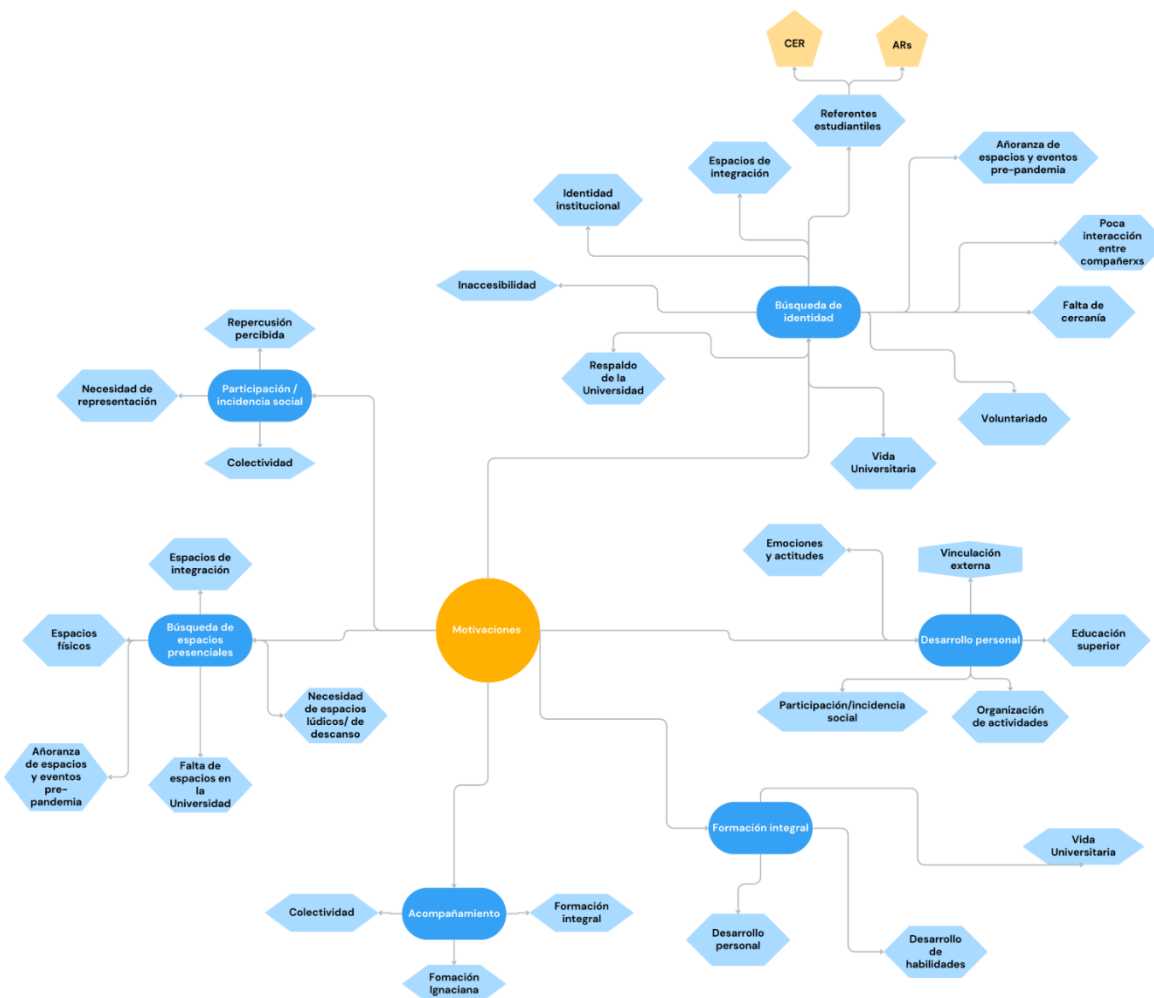 CER
ARs
Referentes
estudiantiles
Espacios de
integración
Añoranza de
espacios y eventos
pre-pandemia
Identidad
institucional
Poca
interacción
entre
compañerxs
Inaccesibilidad
Búsqueda de
identidad
Falta de
cercanía
Repercusión
percibida
Respaldo
de la
Universidad
Participación /
incidencia social
Necesidad de
representación
Voluntariado
Colectividad
Vida
Universitaria
Emociones
y actitudes
Vinculación
externa
Espacios de
integración
Espacios
físicos
Búsqueda de
espacios
presenciales
Motivaciones
Desarrollo personal
Educación
superior
Necesidad
de espacios
lúdicos/ de
descanso
Participación/incidencia
social
Organización
de actividades
Añoranza
de espacios
y eventos
pre-
pandemia
Falta de
espacios en
la
Universidad
Formación integral
Vida
Universitaria
Colectividad
Acompañamiento
Formación
integral
Desarrollo
personal
Desarrollo
de
habilidades
Fomación
Ignaciana